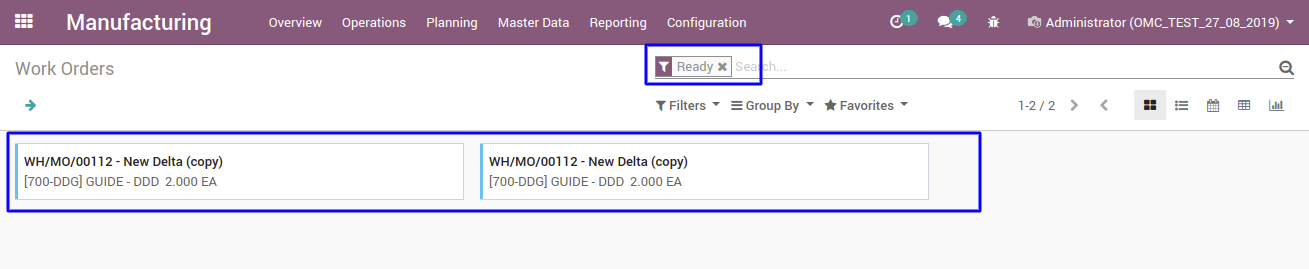 Manufacturing Overview Operations Planning Master Data Reporting Configuration 1 4 Administrator (OMC_TEST_27_08_2019)
Work Orders Ready Search...
Filters Group By Favorites 1-2 / 2
WH/MO/00112 - New Delta (copy) WH/MO/00112 - New Delta (copy)
[700-DDG] GUIDE - DDD 2.000 EA [700-DDG] GUIDE - DDD 2.000 EA